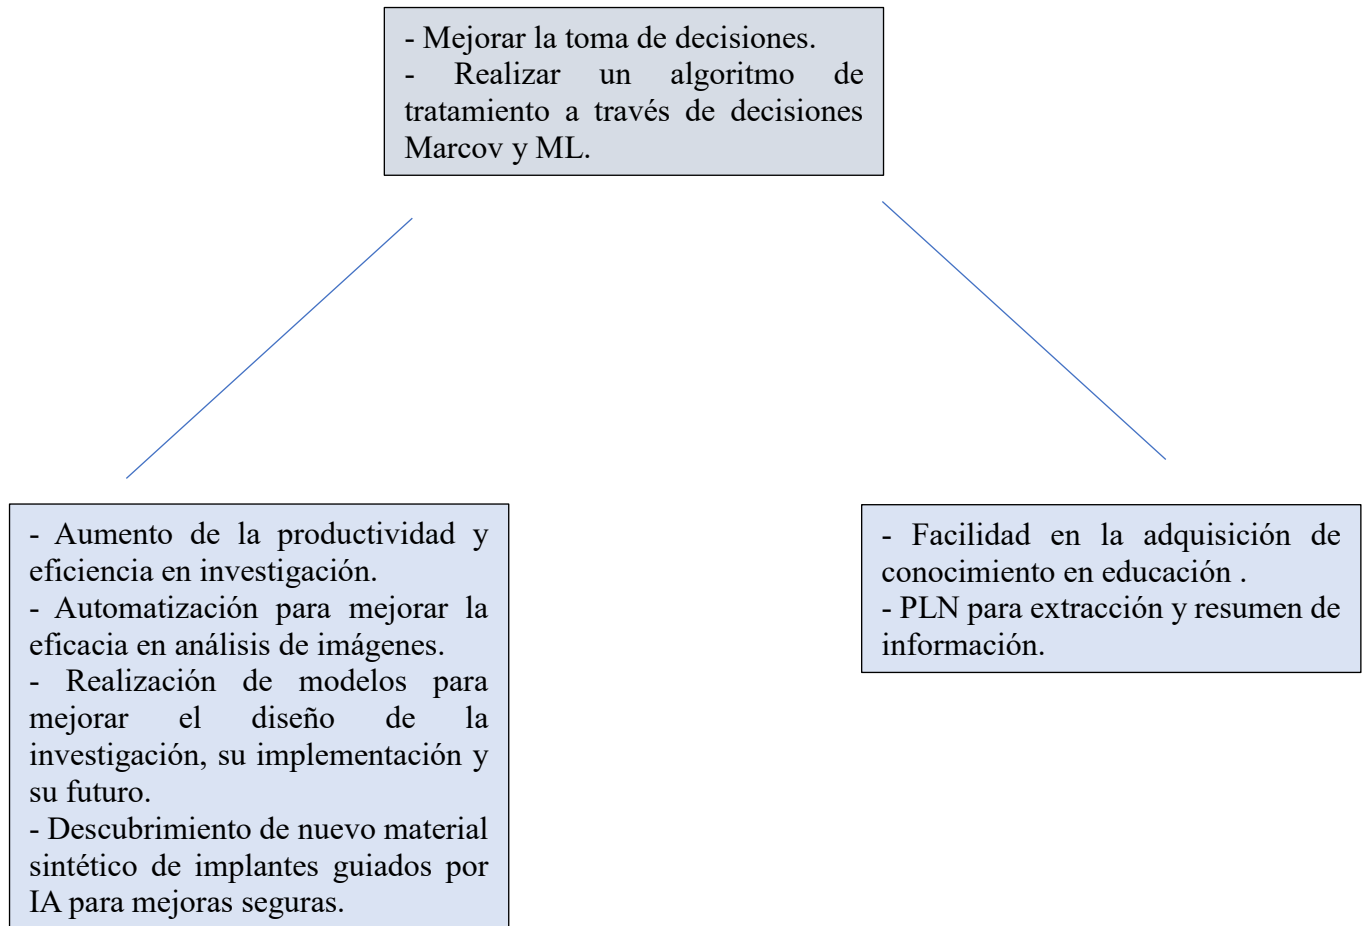 - Mejorar la toma de decisiones.
- Realizar un algoritmo de
tratamiento a través de decisiones
Marcov y ML.
- Aumento de la productividad y
eficiencia en investigación.
- Automatización para mejorar la
eficacia en análisis de imágenes.
- Realización de modelos para
mejorar el diseño de la
investigación, su implementación y
su futuro.
- Descubrimiento de nuevo material
sintético de implantes guiados por
IA para mejoras seguras.
- Facilidad en la adquisición de
conocimiento en educación .
- PLN para extracción y resumen de
información.